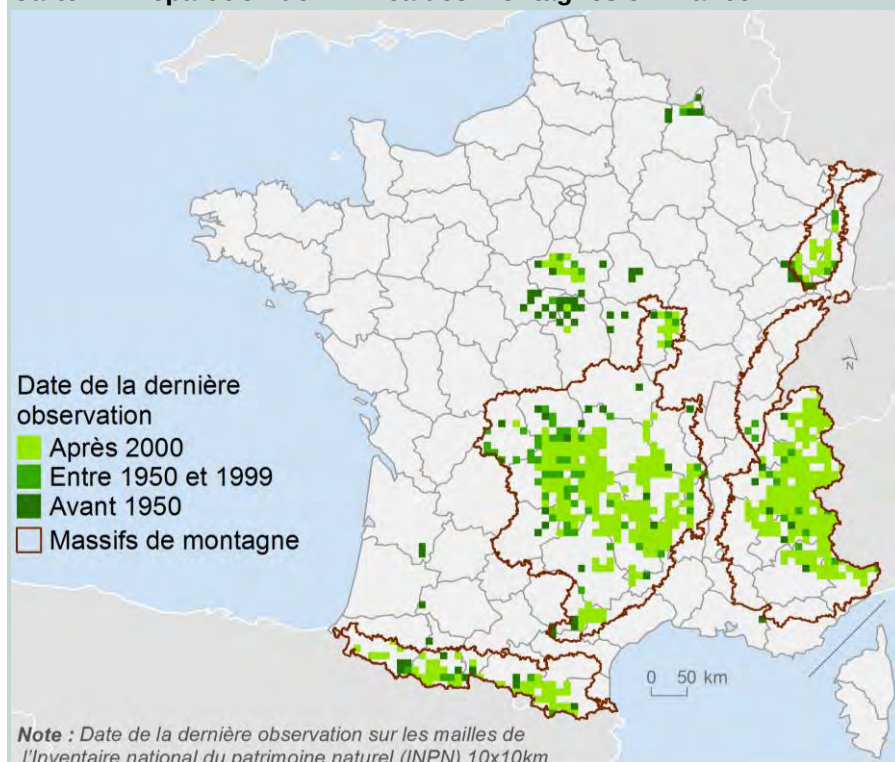 Date de la dernière
observation
Après 2000
Entre 1950 et 1999
Avant 1950
Massifs de montagne
N
0 50 km
Note : Date de la dernière observation sur les mailles de
l'Inventaire national du patrimoine naturel (INPN) 10x10km